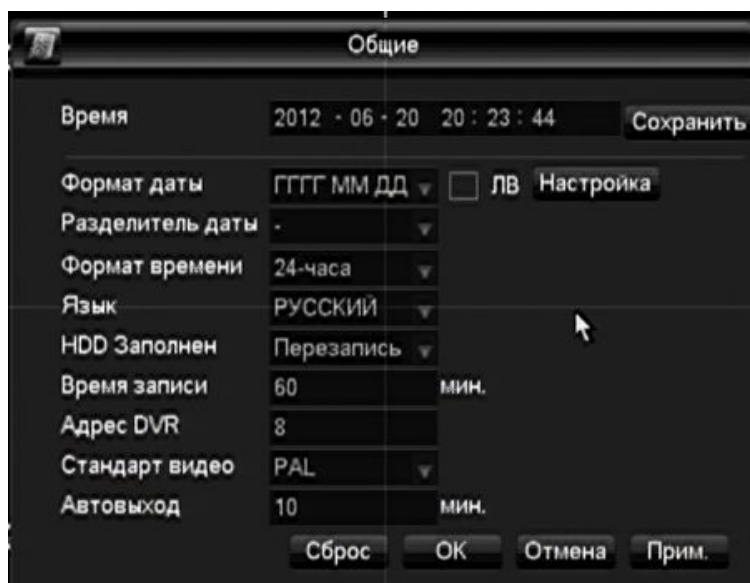 Общие
Время 2012 - 06 - 20 20 : 23 : 44 Сохранить
Формат даты ГГГГ ММ ДД ЛВ Настройка
Разделитель даты -
Формат времени 24-часа
Язык РУССКИЙ
HDD Заполнен Перезапись
Время записи 60 мин.
Адрес DVR 8
Стандарт видео PAL
Автовыход 10 мин.
Сброс OK Отмена Прим.